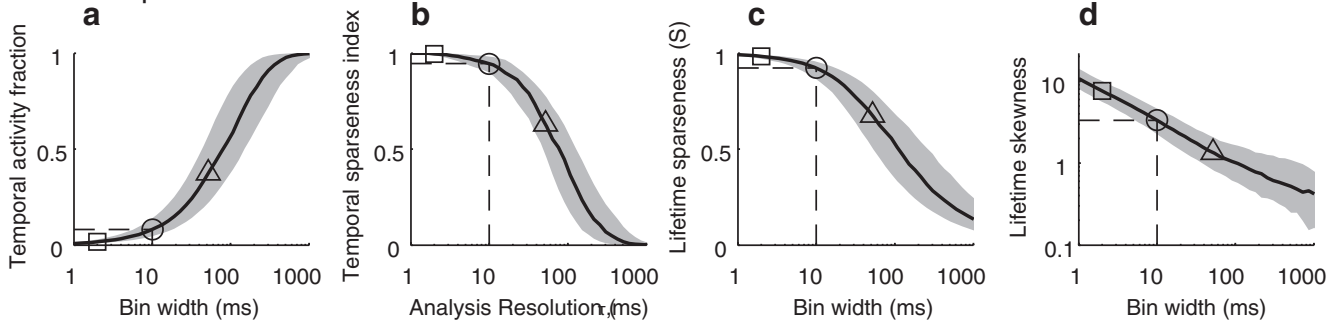 a
Temporal activity fraction
1
0.5
0
1 10 100 1000
Bin width (ms)
b
Temporal sparseness index
1
0.5
0
1 10 100 1000
Analysis Resolution,τ(ms)
c
Lifetime sparseness (S)
1
0.5
0
1 10 100 1000
Bin width (ms)
d
Lifetime skewness
10
1
0.1
1 10 100 1000
Bin width (ms)